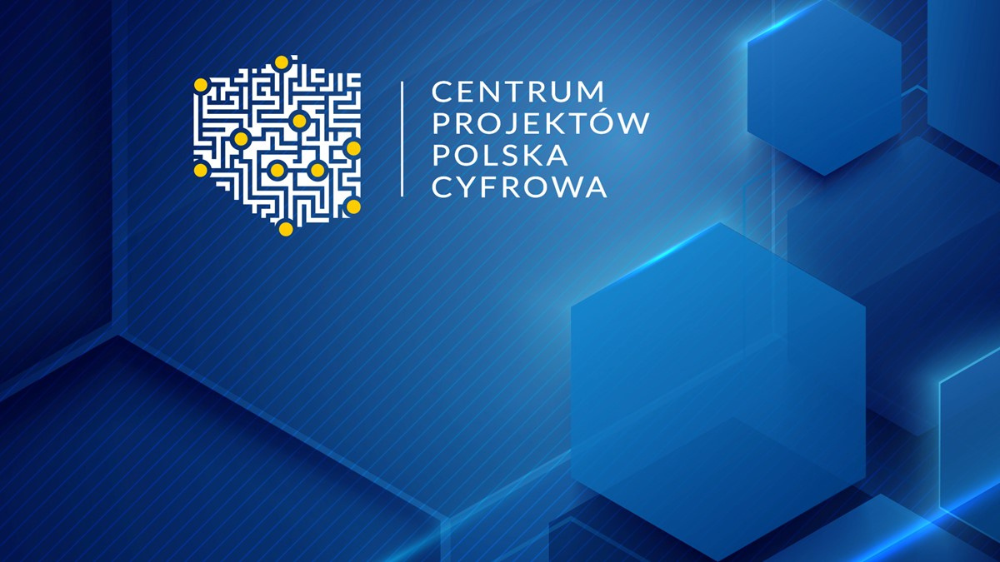 CENTRUM
PROJEKTÓW
POLSKA
CYFROWA